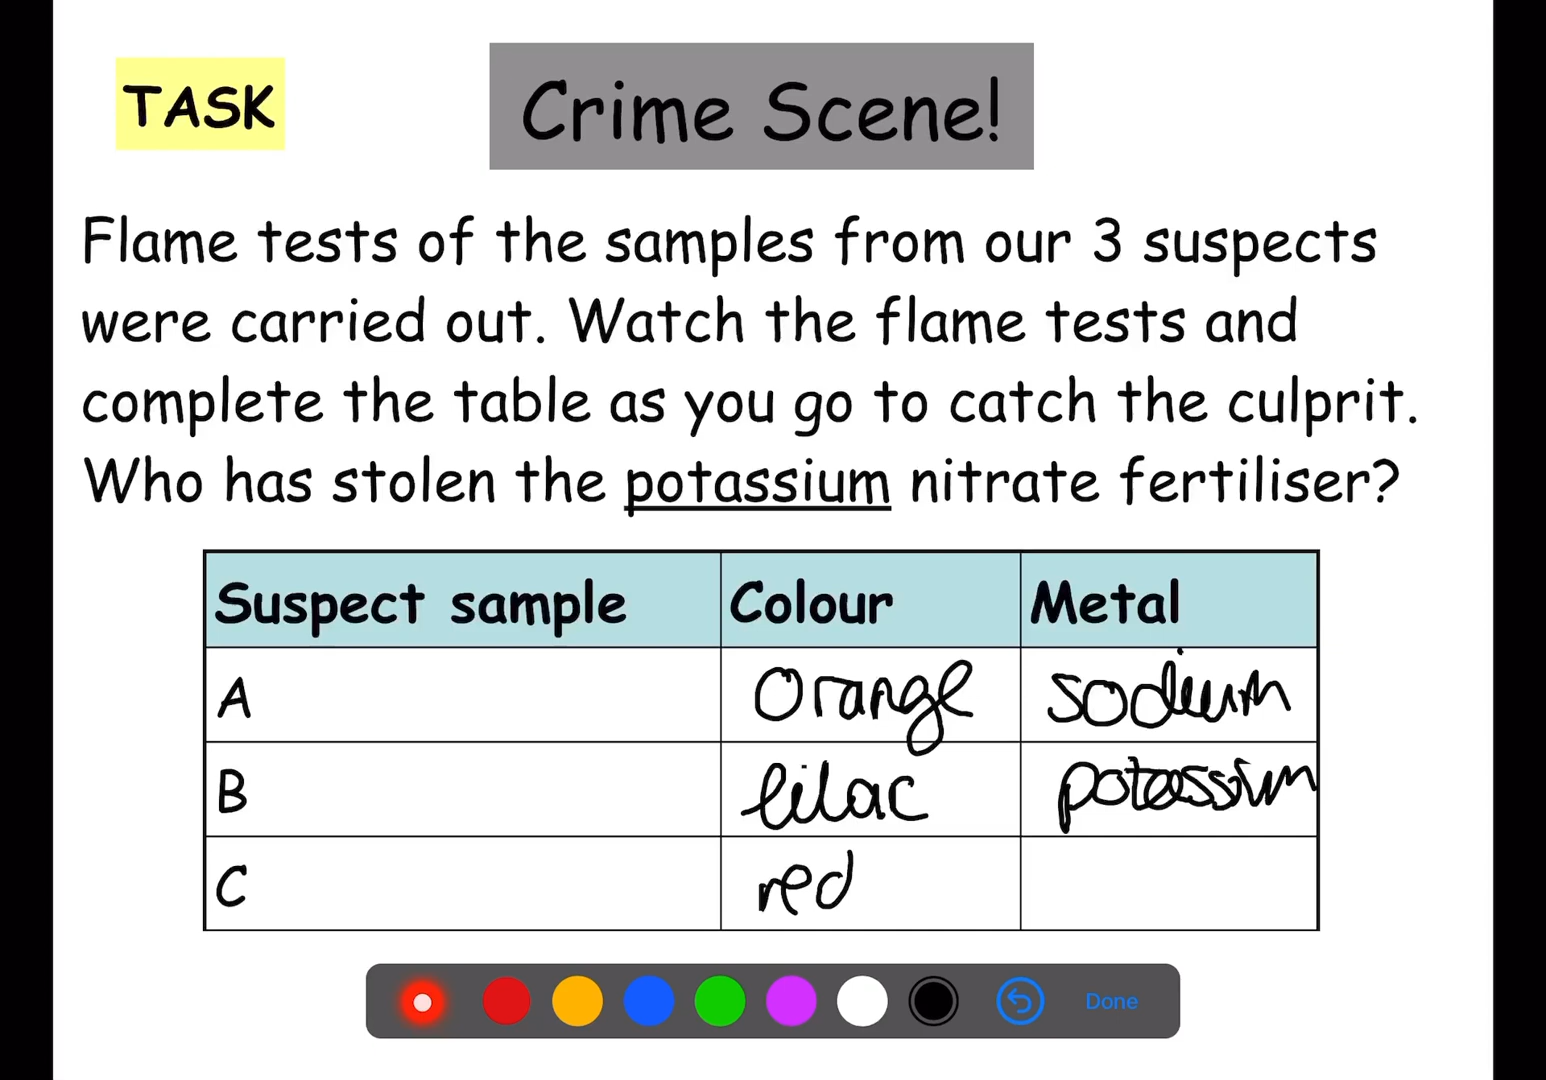 TASK
Crime Scene!
Flame tests of the samples from our 3 suspects
were carried out. Watch the flame tests and
complete the table as you go to catch the culprit.
Who has stolen the potassium nitrate fertiliser?
Suspect sample Colour Metal
A Orange sodium
B lilac potassium
C red
Done